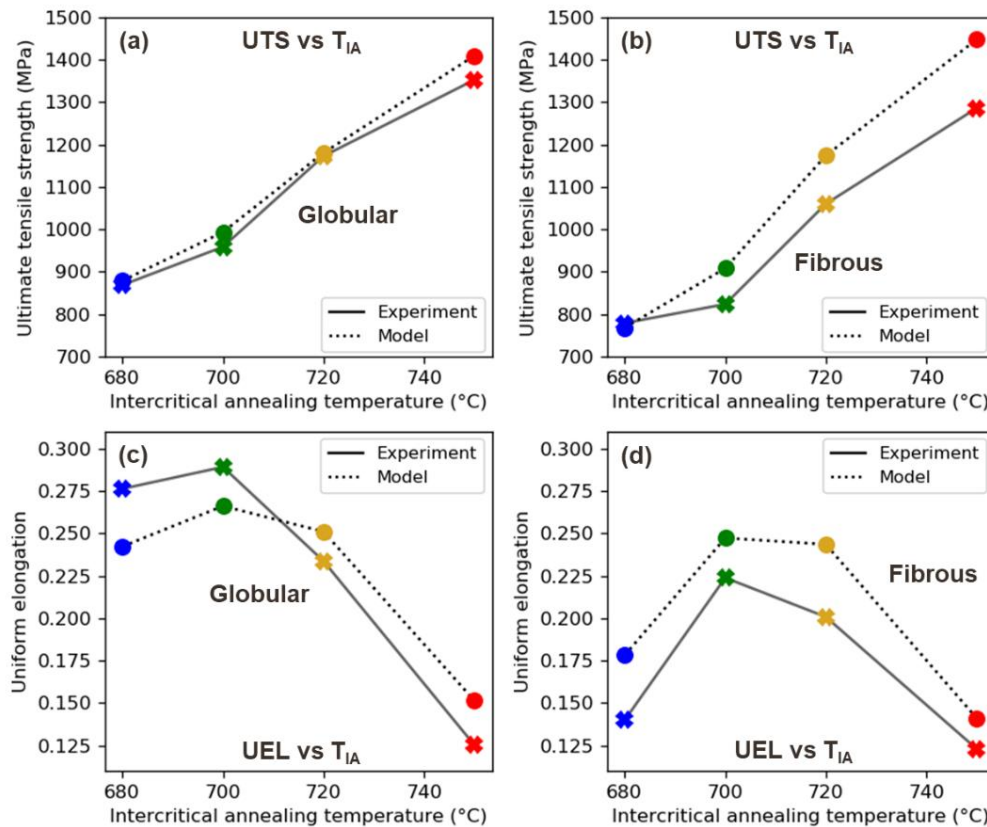 (a)
UTS vs T_IA
Ultimate tensile strength (MPa)
1500
1400
1300
1200
1100
1000
900
800
700
Globular
Experiment
Model
680
700
720
740
Intercritical annealing temperature (°C)
(b)
UTS vs T_IA
Ultimate tensile strength (MPa)
1500
1400
1300
1200
1100
1000
900
800
700
Fibrous
Experiment
Model
680
700
720
740
Intercritical annealing temperature (°C)
(c)
Experiment
Model
Uniform elongation
0.300
0.275
0.250
0.225
0.200
0.175
0.150
0.125
Globular
UEL vs T_IA
680
700
720
740
Intercritical annealing temperature (°C)
(d)
Experiment
Model
Uniform elongation
0.300
0.275
0.250
0.225
0.200
0.175
0.150
0.125
Fibrous
UEL vs T_IA
680
700
720
740
Intercritical annealing temperature (°C)